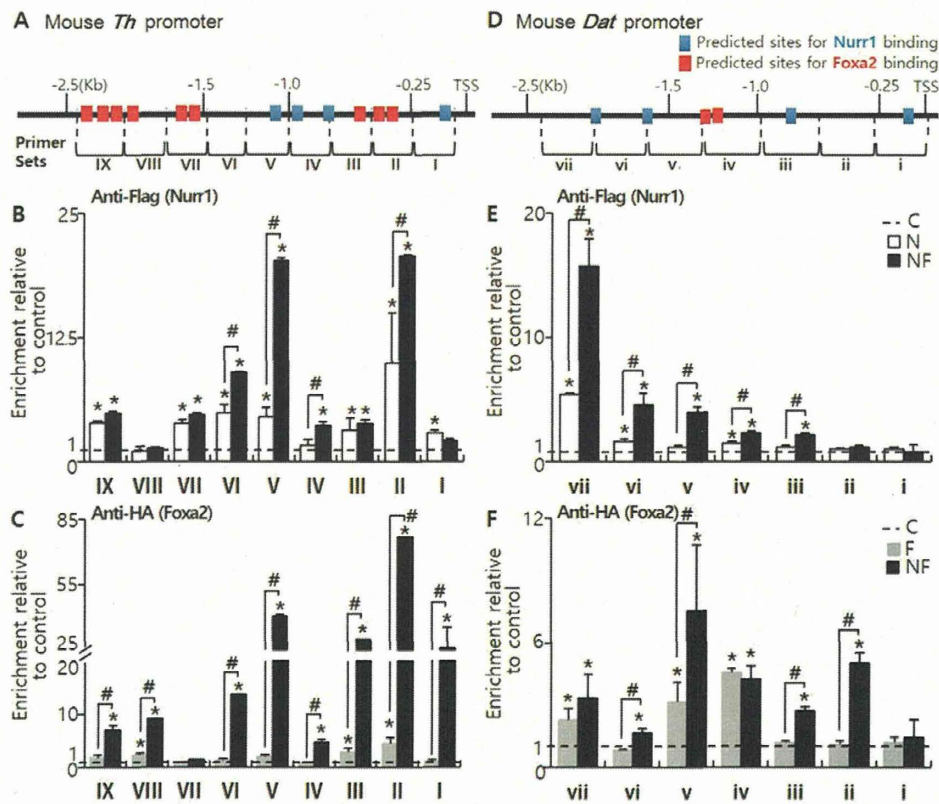 A Mouse Th promoter
-2.5(Kb) -1.5 -1.0 -0.25 TSS
Primer
Sets
IX VIII VII VI V IV III II I
D Mouse Dat promoter
Predicted sites for Nurr1 binding
Predicted sites for Foxa2 binding
-2.5(Kb) -1.5 -1.0 -0.25 TSS
vii vi v iv iii ii i
B Anti-Flag (Nurr1)
Enrichment relative
to control
25
12.5
1
0
* * * * * # * * # * * # * * * * # * *
IX VIII VII VI V IV III II I
E Anti-Flag (Nurr1)
Enrichment relative
to control
20
10
1
0
-- C
N
NF
* # * * # * # * * # * # *
vii vi v iv iii ii i
C Anti-HA (Foxa2)
Enrichment relative
to control
85
55
25
20
10
1
0
# * * # * # * # * # * * # * * # * # *
IX VIII VII VI V IV III II I
F Anti-HA (Foxa2)
Enrichment relative
to control
12
6
1
0
-- C
F
NF
* * # * * # * * * # * # *
vii vi v iv iii ii i